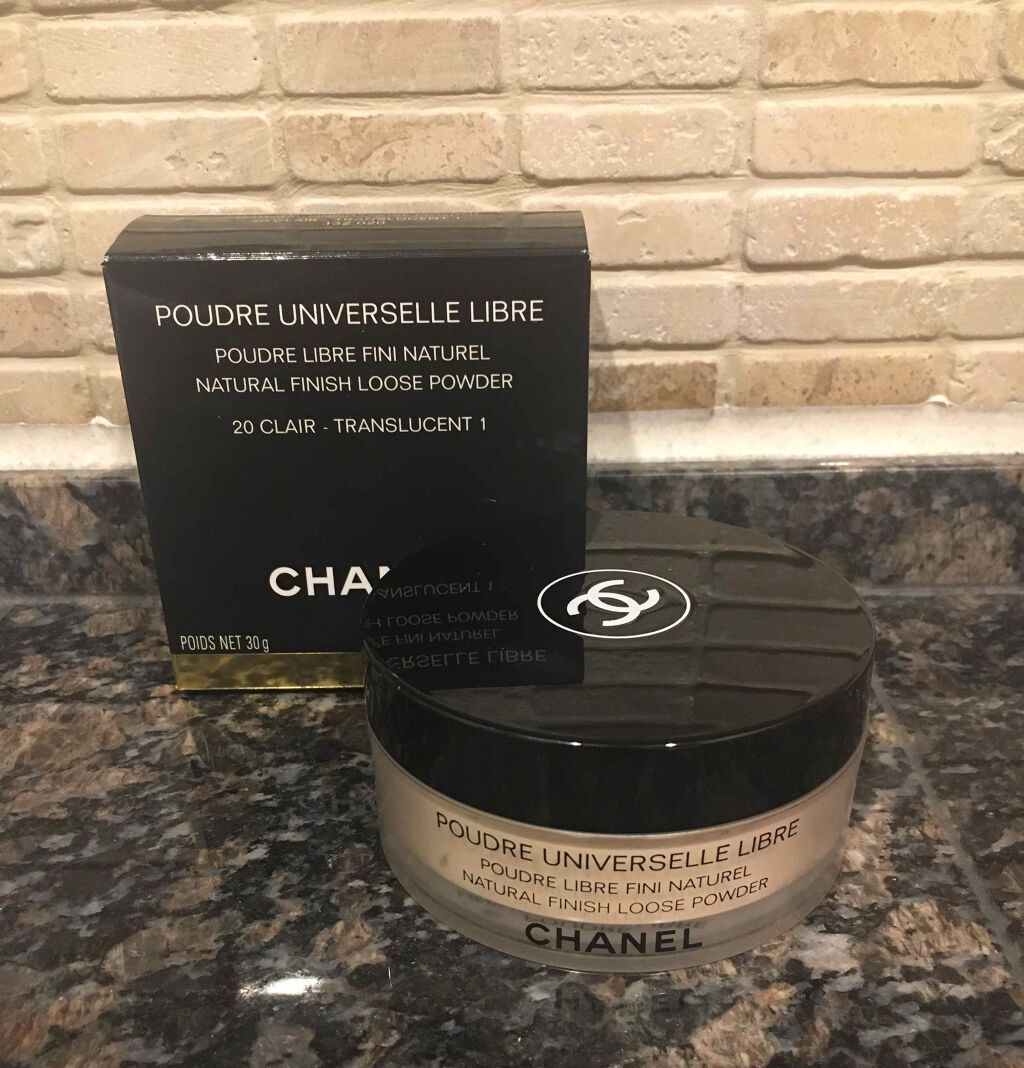 POUDRE UNIVERSELLE LIBRE
POUDRE LIBRE FINI NATUREL
NATURAL FINISH LOOSE POWDER
20 CLAIR - TRANSLUCENT 1
CHAN
POIDS NET 30 g
POUDRE UNIVERSELLE LIBRE
POUDRE LIBRE FINI NATUREL
NATURAL FINISH LOOSE POWDER
CHANEL